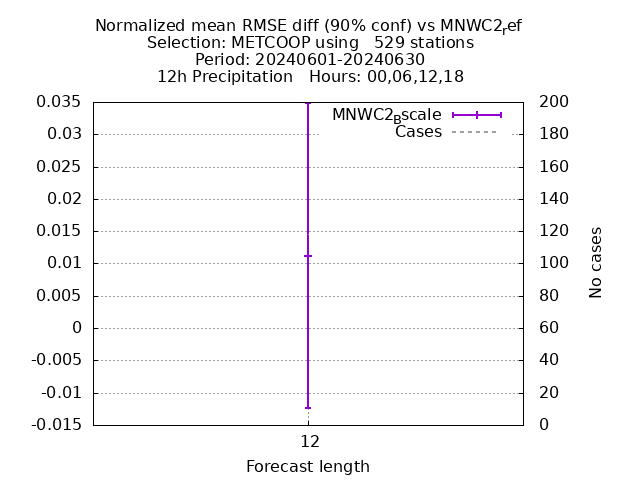 Normalized mean RMSE diff (90% conf) vs MNWC2ref
Selection: METCOOP using 529 stations
Period: 20240601-20240630
12h Precipitation Hours: 00,06,12,18
0.035
0.03
0.025
0.02
0.015
0.01
0.005
0
-0.005
-0.01
-0.015
MNWC2Bscale
Cases
200
180
160
140
120
100
80
60
40
20
0
No cases
12
Forecast length